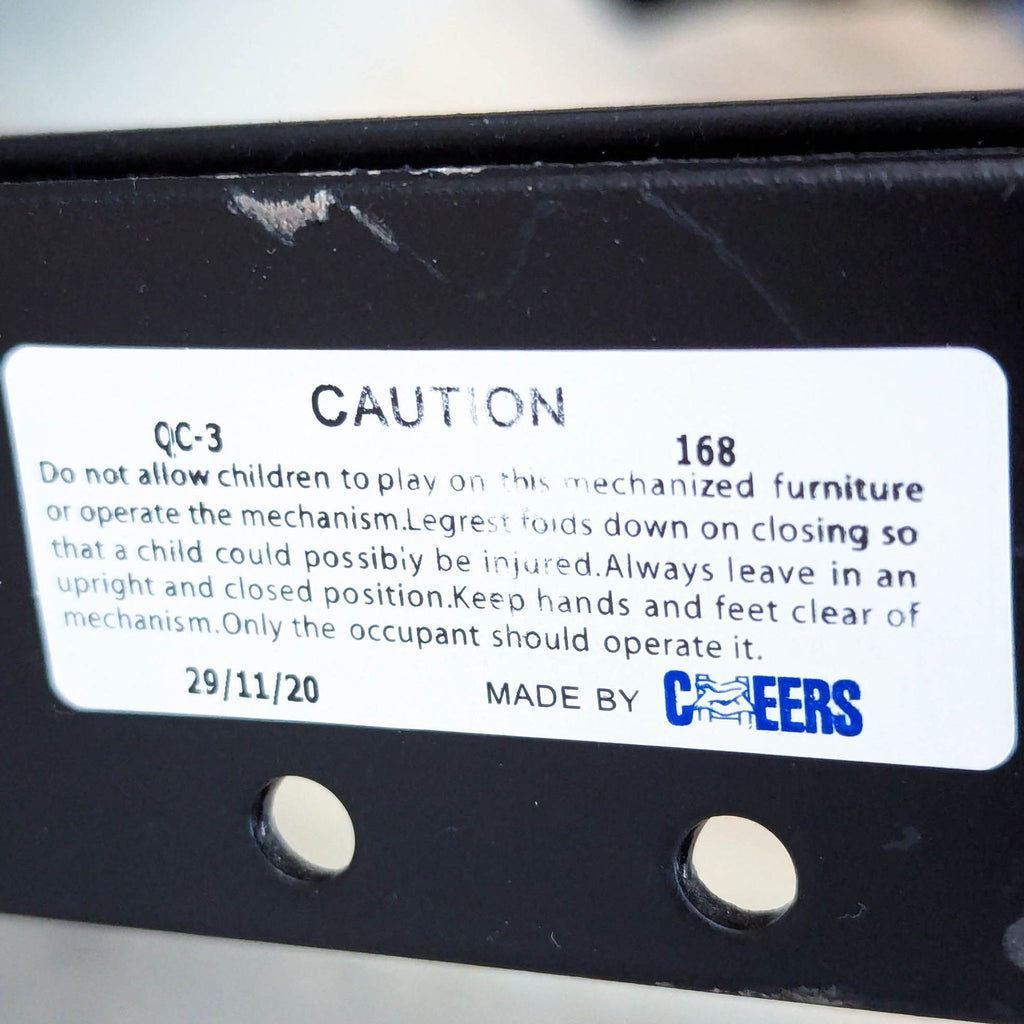 CAUTION
QC-3 168
Do not allow children to play on this mechanized furniture
or operate the mechanism.Legrest folds down on closing so
that a child could possibly be injured.Always leave in an
upright and closed position.Keep hands and feet clear of
mechanism.Only the occupant should operate it.
29/11/20 MADE BY CHEERS